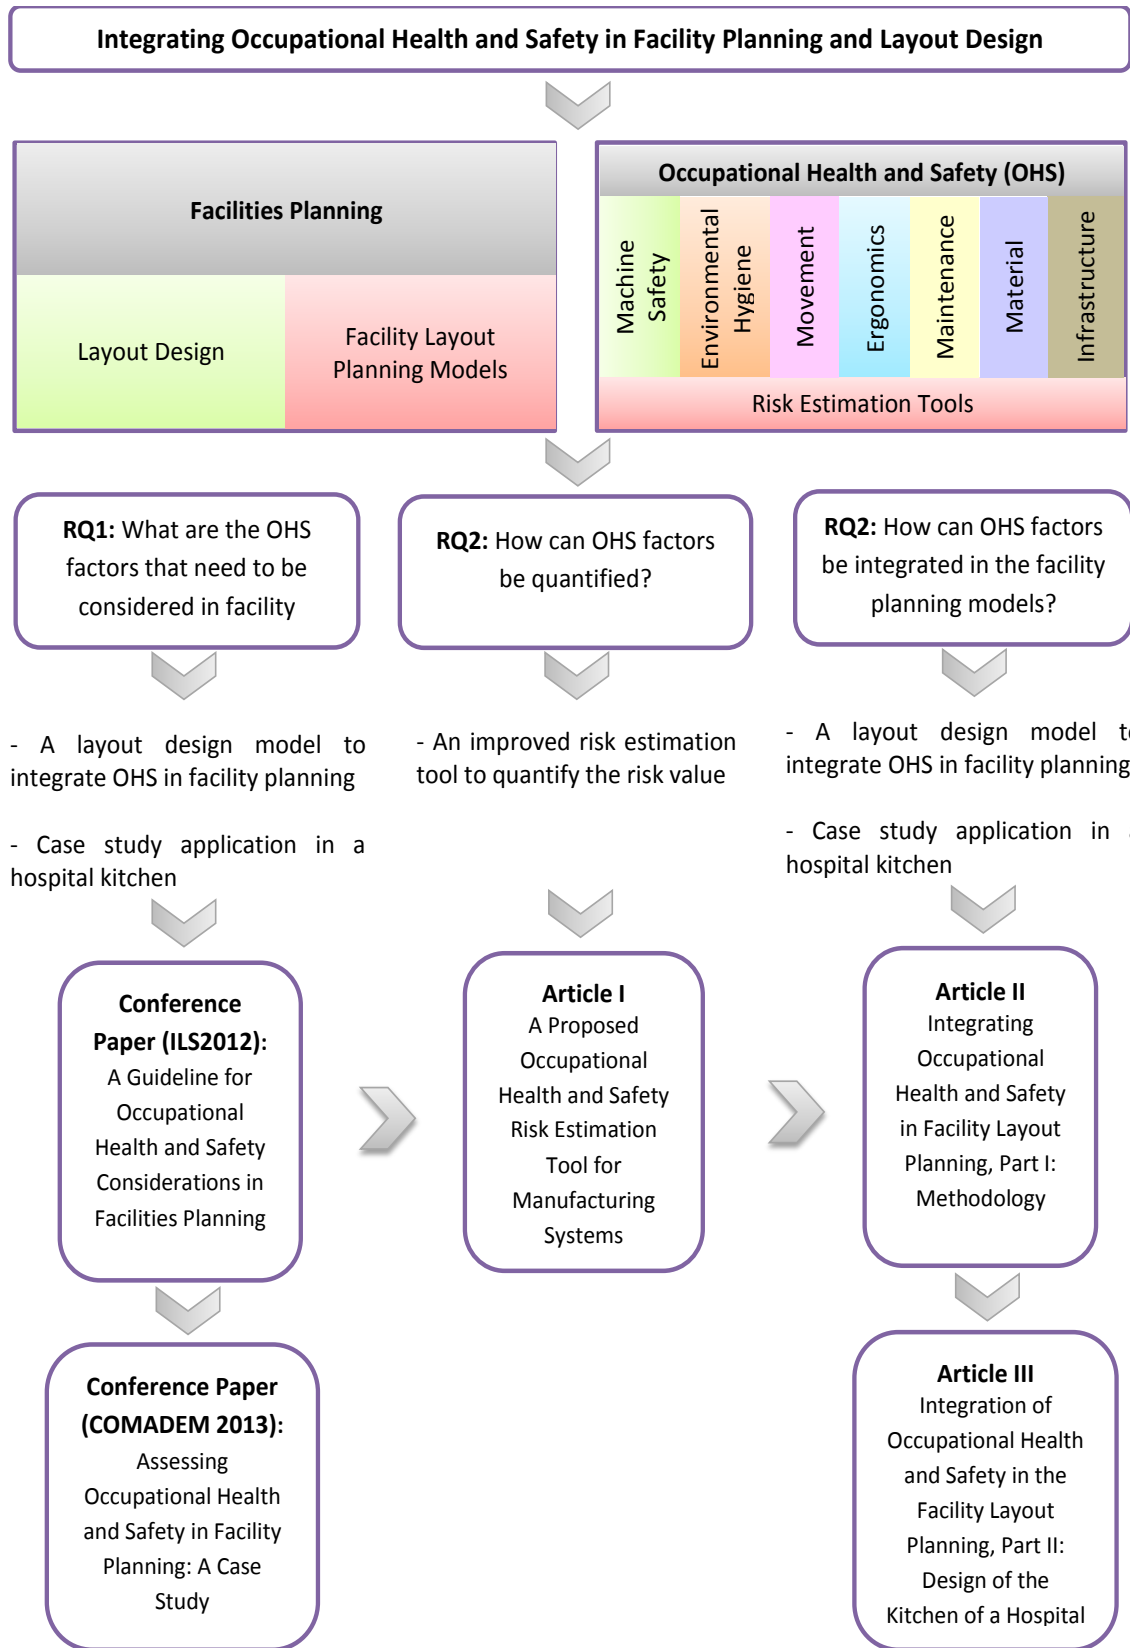 Integrating Occupational Health and Safety in Facility Planning and Layout Design
Facilities Planning
Layout Design
Facility Layout
Planning Models
Occupational Health and Safety (OHS)
Machine
Safety
Environmental
Hygiene
Movement
Ergonomics
Maintenance
Material
Infrastructure
Risk Estimation Tools
RQ1: What are the OHS
factors that need to be
considered in facility
RQ2: How can OHS factors
be quantified?
RQ2: How can OHS factors
be integrated in the facility
planning models?
- A layout design model to
integrate OHS in facility planning
- Case study application in a
hospital kitchen
- An improved risk estimation
tool to quantify the risk value
- A layout design model to
integrate OHS in facility planning
- Case study application in a
hospital kitchen
Conference
Paper (ILS2012):
A Guideline for
Occupational
Health and Safety
Considerations in
Facilities Planning
Article I
A Proposed
Occupational
Health and Safety
Risk Estimation
Tool for
Manufacturing
Systems
Article II
Integrating
Occupational
Health and Safety
in Facility Layout
Planning, Part I:
Methodology
Conference Paper
(COMADEM 2013):
Assessing
Occupational Health
and Safety in Facility
Planning: A Case
Study
Article III
Integration of
Occupational Health
and Safety in the
Facility Layout
Planning, Part II:
Design of the
Kitchen of a Hospital